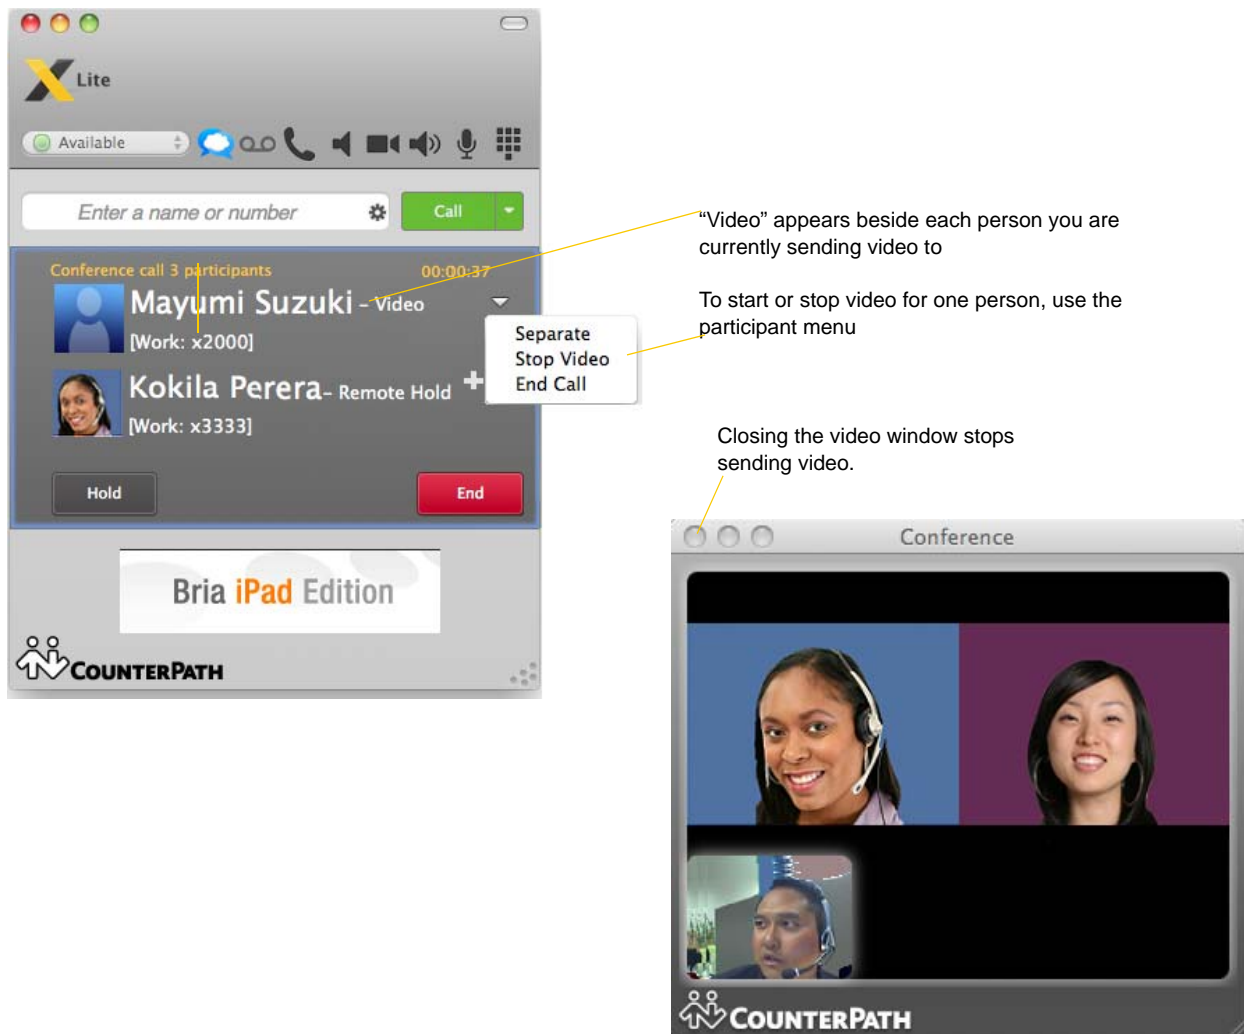 X Lite
Available
Enter a name or number
Call
Conference call 3 participants 00:00:37
Mayumi Suzuki – Video
[Work: x2000]
Separate
Stop Video
End Call
Kokila Perera– Remote Hold
[Work: x3333]
Hold
End
Bria iPad Edition
COUNTERPATH
“Video” appears beside each person you are
currently sending video to
To start or stop video for one person, use the
participant menu
Closing the video window stops
sending video.
Conference
COUNTERPATH